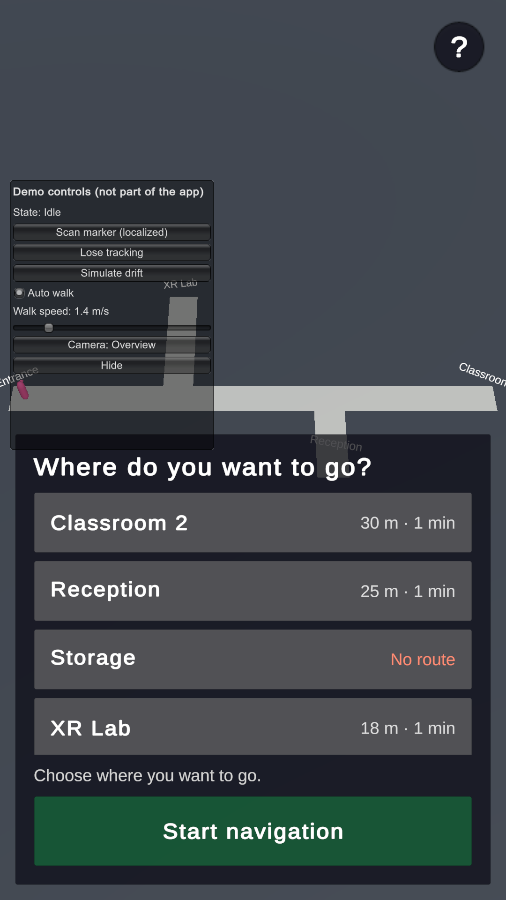 ?
Demo controls (not part of the app)
State: Idle
Scan marker (localized)
Lose tracking
Simulate drift
XR Lab
Auto walk
Walk speed: 1.4 m/s
Camera: Overview
Hide
Entrance
Classroom
Reception
Where do you want to go?
Classroom 2 30 m · 1 min
Reception 25 m · 1 min
Storage No route
XR Lab 18 m · 1 min
Choose where you want to go.
Start navigation